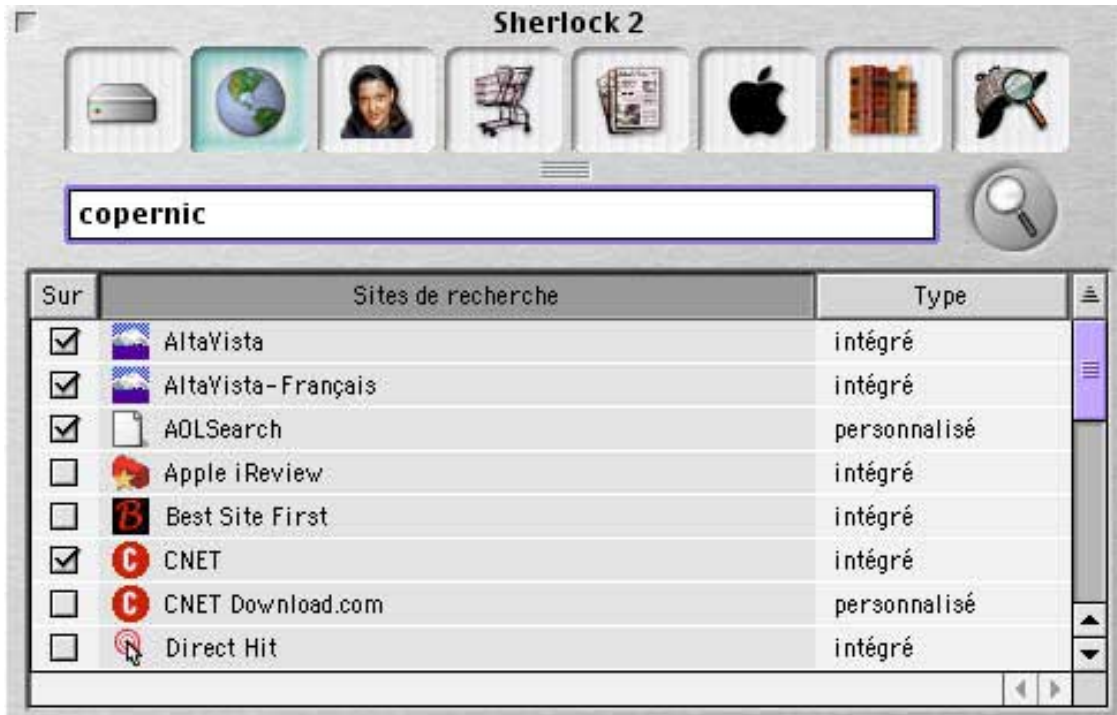 Sherlock 2
copernic
Sur Sites de recherche Type
AltaVista intégré
AltaVista-Français intégré
AOLSearch personnalisé
Apple iReview intégré
B Best Site First intégré
C CNET intégré
C CNET Download.com personnalisé
Direct Hit intégré